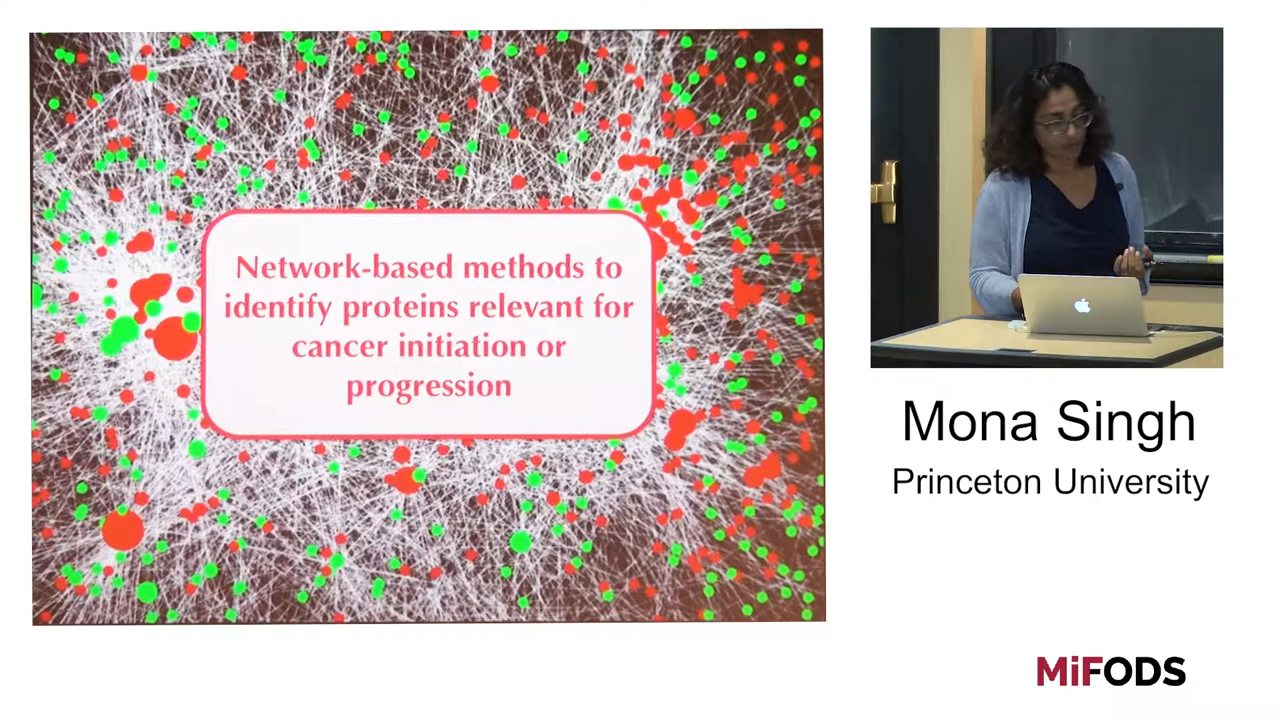 Network-based methods to
identify proteins relevant for
cancer initiation or
progression
Mona Singh
Princeton University
MiFODS